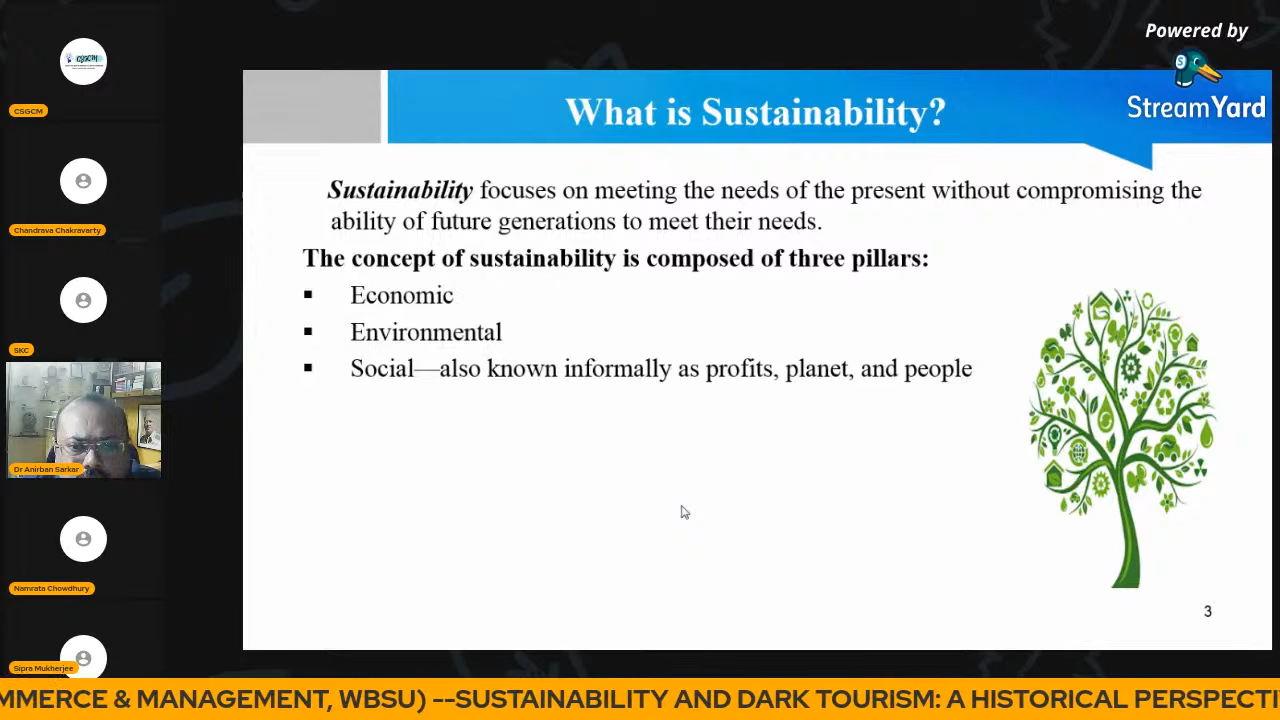 Powered by
StreamYard
CSGCM
CSGCM
Chandrava Chakravarty
SKC
Dr Anirban Sarkar
Namrata Chowdhury
Sipra Mukherjee
What is Sustainability?
Sustainability focuses on meeting the needs of the present without compromising the
ability of future generations to meet their needs.
The concept of sustainability is composed of three pillars:
▪ Economic
▪ Environmental
▪ Social—also known informally as profits, planet, and people
3
MMERCE & MANAGEMENT, WBSU) --SUSTAINABILITY AND DARK TOURISM: A HISTORICAL PERSPECTI